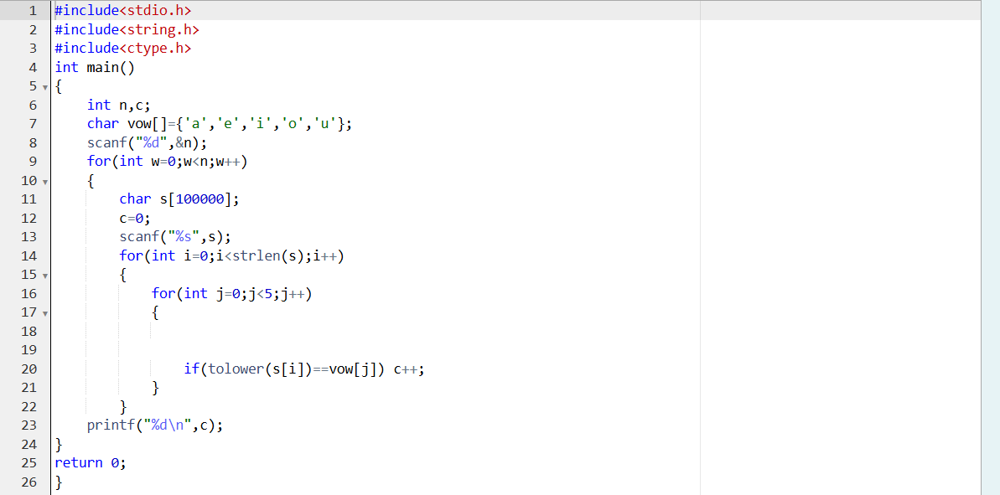 1 #include<stdio.h>
2 #include<string.h>
3 #include<ctype.h>
4 int main()
5 {
6     int n,c;
7     char vow[]={'a','e','i','o','u'};
8     scanf("%d",&n);
9     for(int w=0;w<n;w++)
10     {
11         char s[100000];
12         c=0;
13         scanf("%s",s);
14         for(int i=0;i<strlen(s);i++)
15         {
16             for(int j=0;j<5;j++)
17             {
18
19
20                 if(tolower(s[i])==vow[j]) c++;
21             }
22         }
23     printf("%d\n",c);
24 }
25 return 0;
26 }